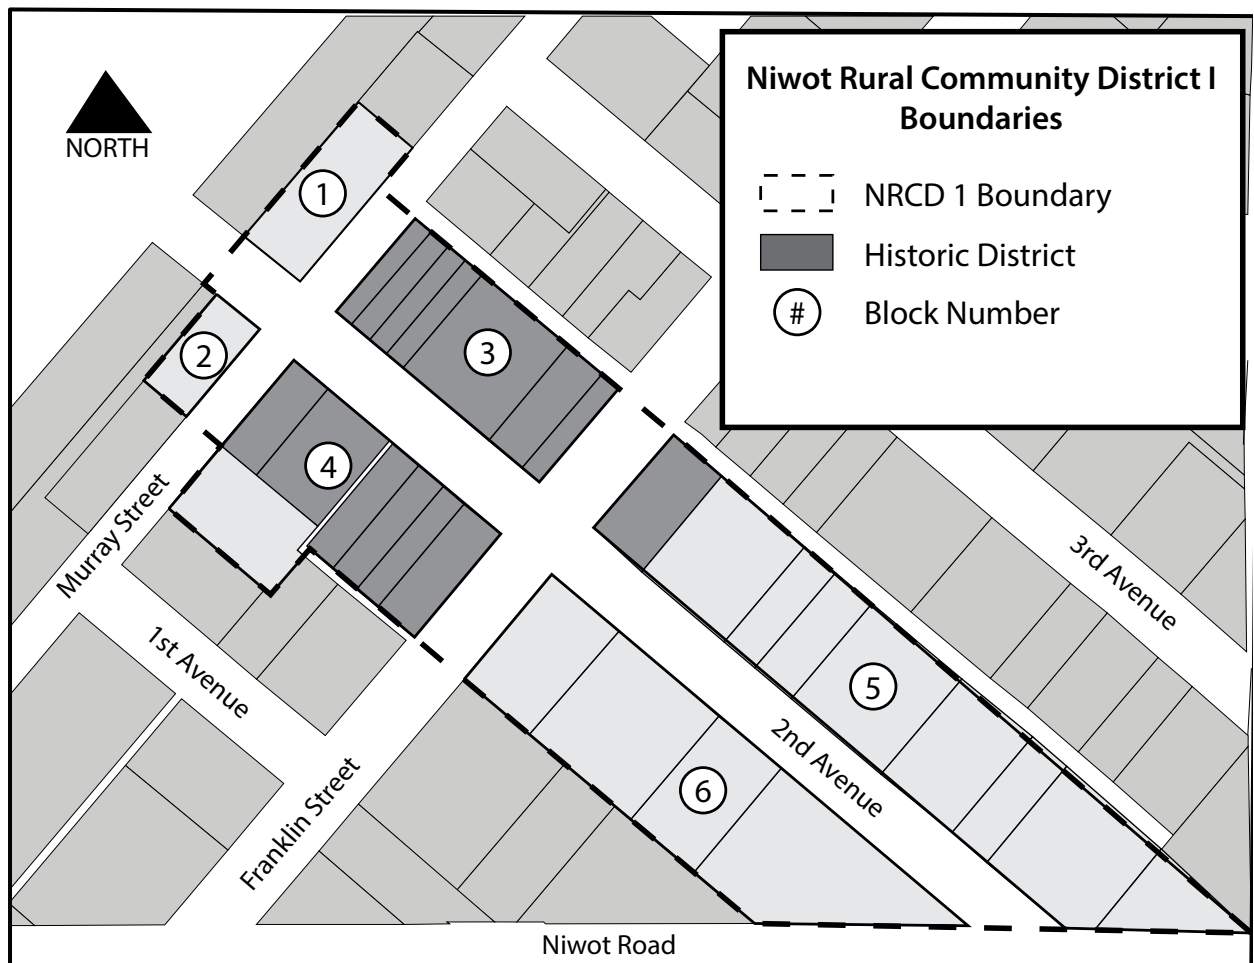 Niwot Rural Community District I
Boundaries
NORTH
NRCD 1 Boundary
Historic District
# Block Number
1
2
3
4
5
6
Murray Street
1st Avenue
Franklin Street
2nd Avenue
3rd Avenue
Niwot Road